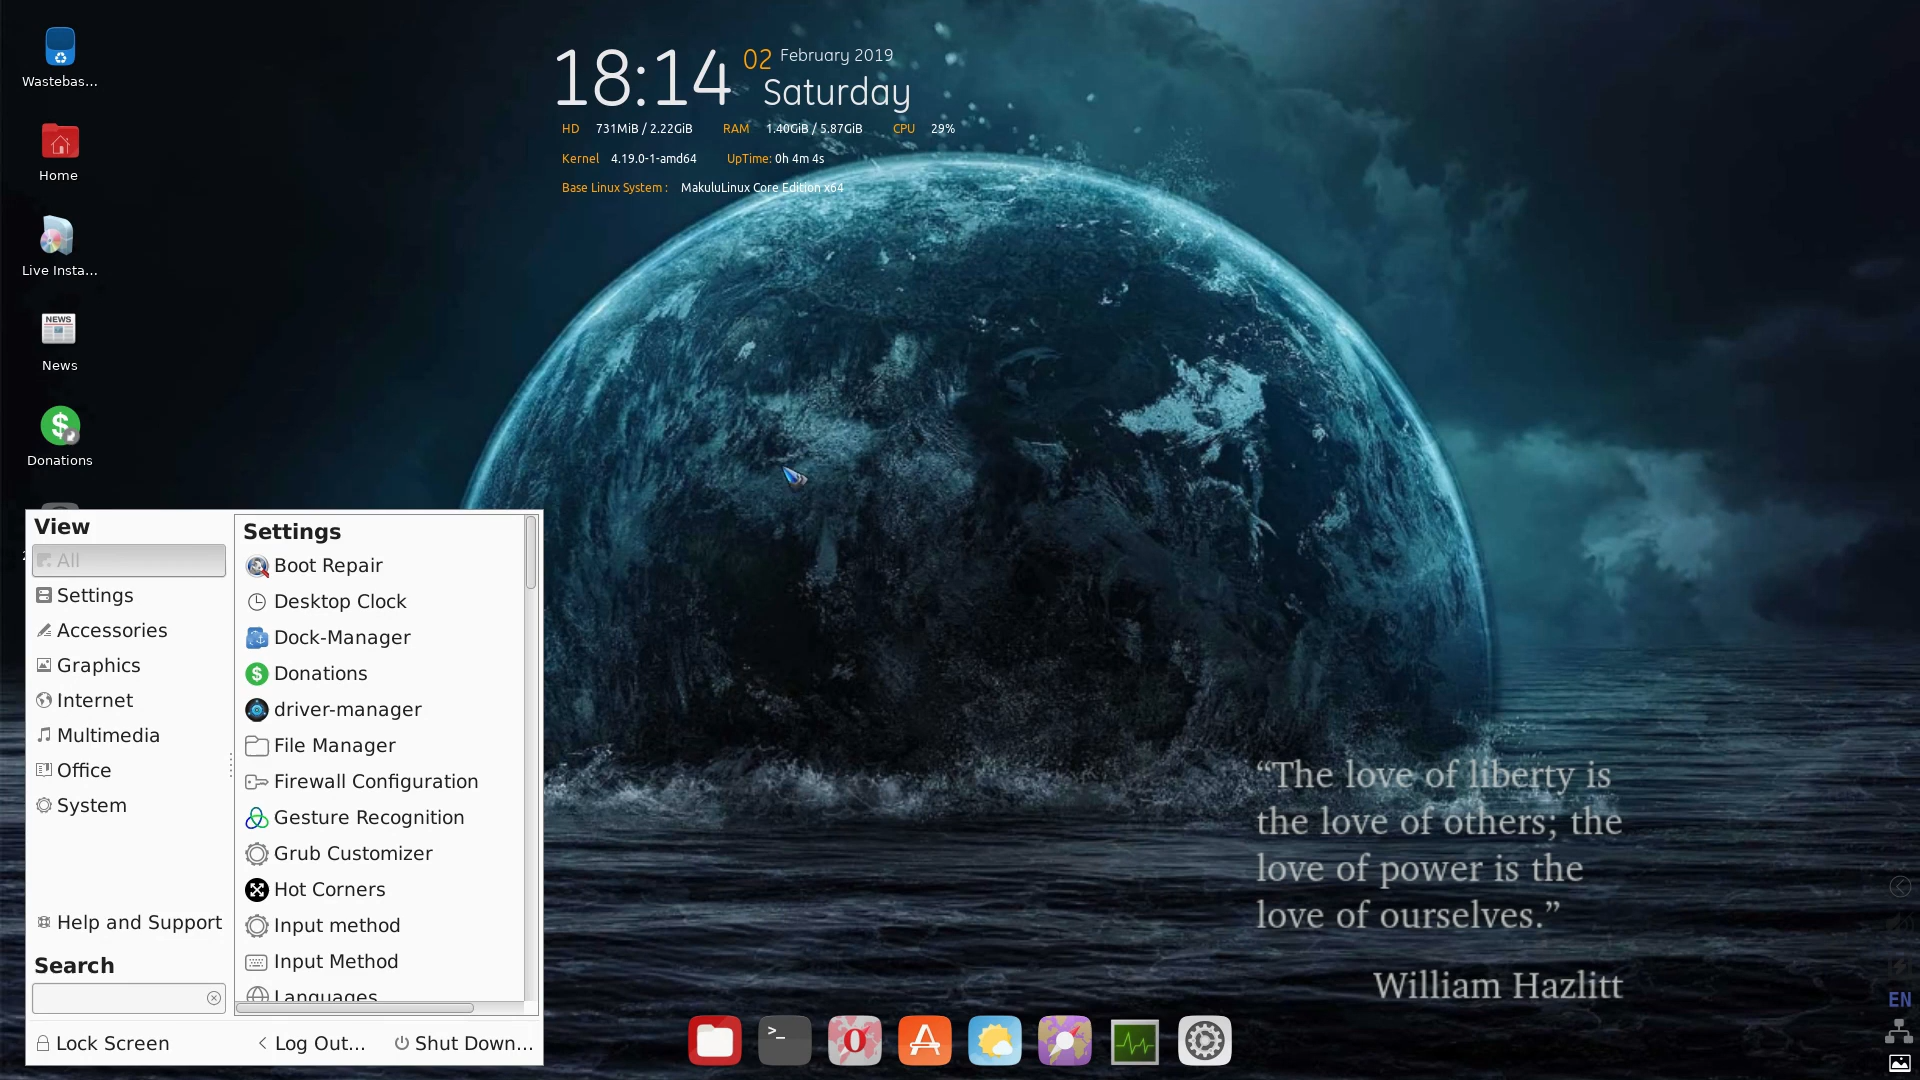 Wastebas...
Home
Live Insta...
NEWS
News
Donations
18:14 02 February 2019
Saturday
HD 731MiB / 2.22GiB RAM 1.40GiB / 5.87GiB CPU 29%
Kernel 4.19.0-1-amd64 UpTime: 0h 4m 4s
Base Linux System : MakuluLinux Core Edition x64
View
All
Settings
Accessories
Graphics
Internet
Multimedia
Office
System
Help and Support
Search
Settings
Boot Repair
Desktop Clock
Dock-Manager
Donations
driver-manager
File Manager
Firewall Configuration
Gesture Recognition
Grub Customizer
Hot Corners
Input method
Input Method
Languages
Lock Screen
Log Out...
Shut Down...
“The love of liberty is
the love of others; the
love of power is the
love of ourselves.”
William Hazlitt
>_
EN